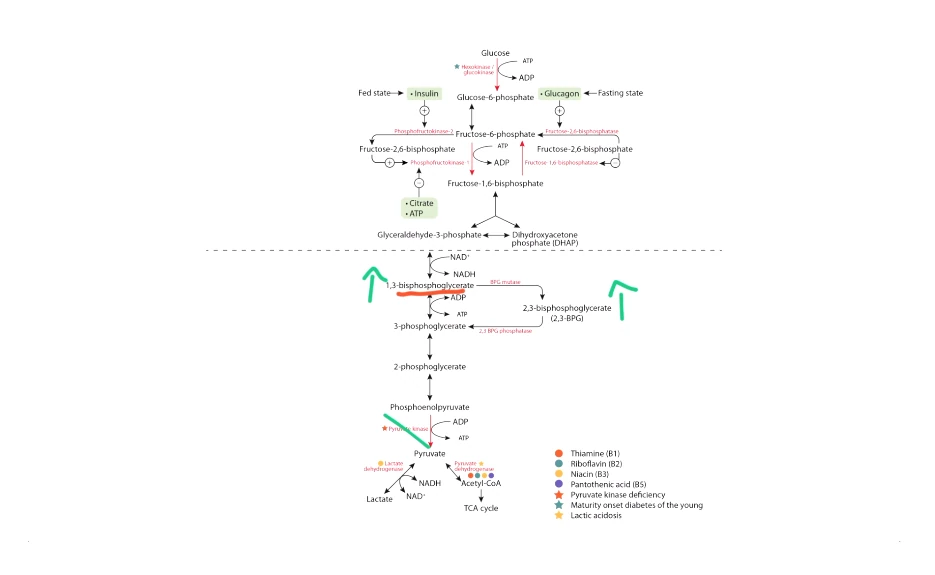 Glucose
ATP
Hexokinase /
glucokinase
ADP
Fed state
• Insulin
Glucose-6-phosphate
• Glucagon
Fasting state
+
+
Phosphofructokinase-2
Fructose-6-phosphate
Fructose-2,6-bisphosphatase
Fructose-2,6-bisphosphate
ATP
Fructose-2,6-bisphosphate
+
Phosphofructokinase-1
ADP
Fructose-1,6-bisphosphatase
−
−
Fructose-1,6-bisphosphate
• Citrate
• ATP
Glyceraldehyde-3-phosphate
Dihydroxyacetone
phosphate (DHAP)
NAD⁺
NADH
1,3-bisphosphoglycerate
BPG mutase
ADP
ATP
2,3-bisphosphoglycerate
(2,3-BPG)
3-phosphoglycerate
2,3 BPG phosphatase
2-phosphoglycerate
Phosphoenolpyruvate
ADP
Pyruvate kinase
ATP
Pyruvate
Lactate
dehydrogenase
Pyruvate
dehydrogenase
NADH
Acetyl-CoA
NAD⁺
Lactate
TCA cycle
Thiamine (B1)
Riboflavin (B2)
Niacin (B3)
Pantothenic acid (B5)
Pyruvate kinase deficiency
Maturity onset diabetes of the young
Lactic acidosis